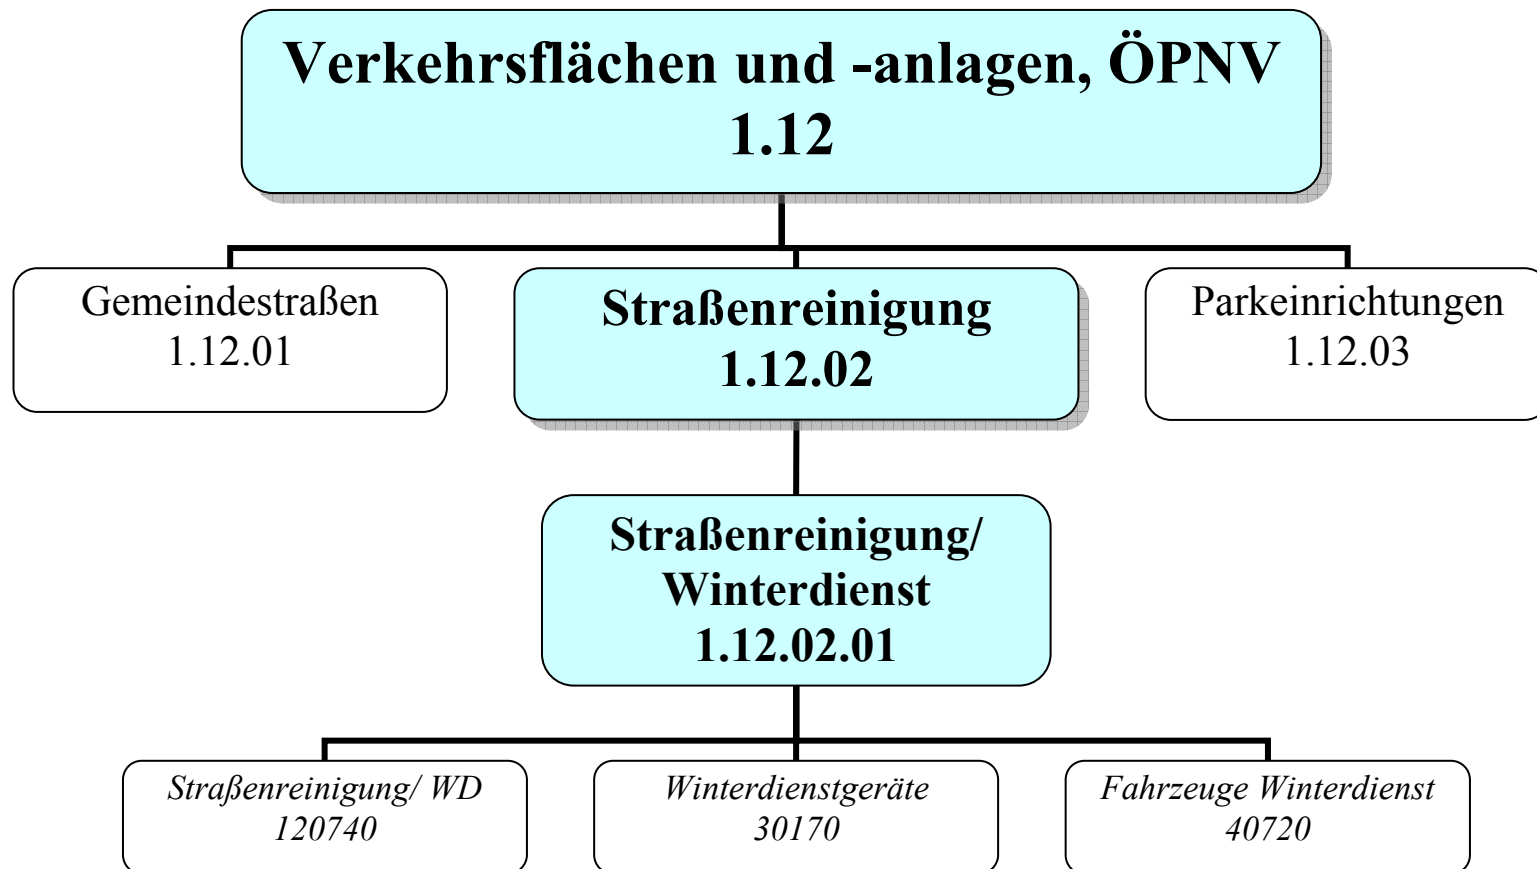 Verkehrsflächen und -anlagen, ÖPNV
1.12
Gemeindestraßen
1.12.01
Straßenreinigung
1.12.02
Parkeinrichtungen
1.12.03
Straßenreinigung/
Winterdienst
1.12.02.01
Straßenreinigung/ WD
120740
Winterdienstgeräte
30170
Fahrzeuge Winterdienst
40720